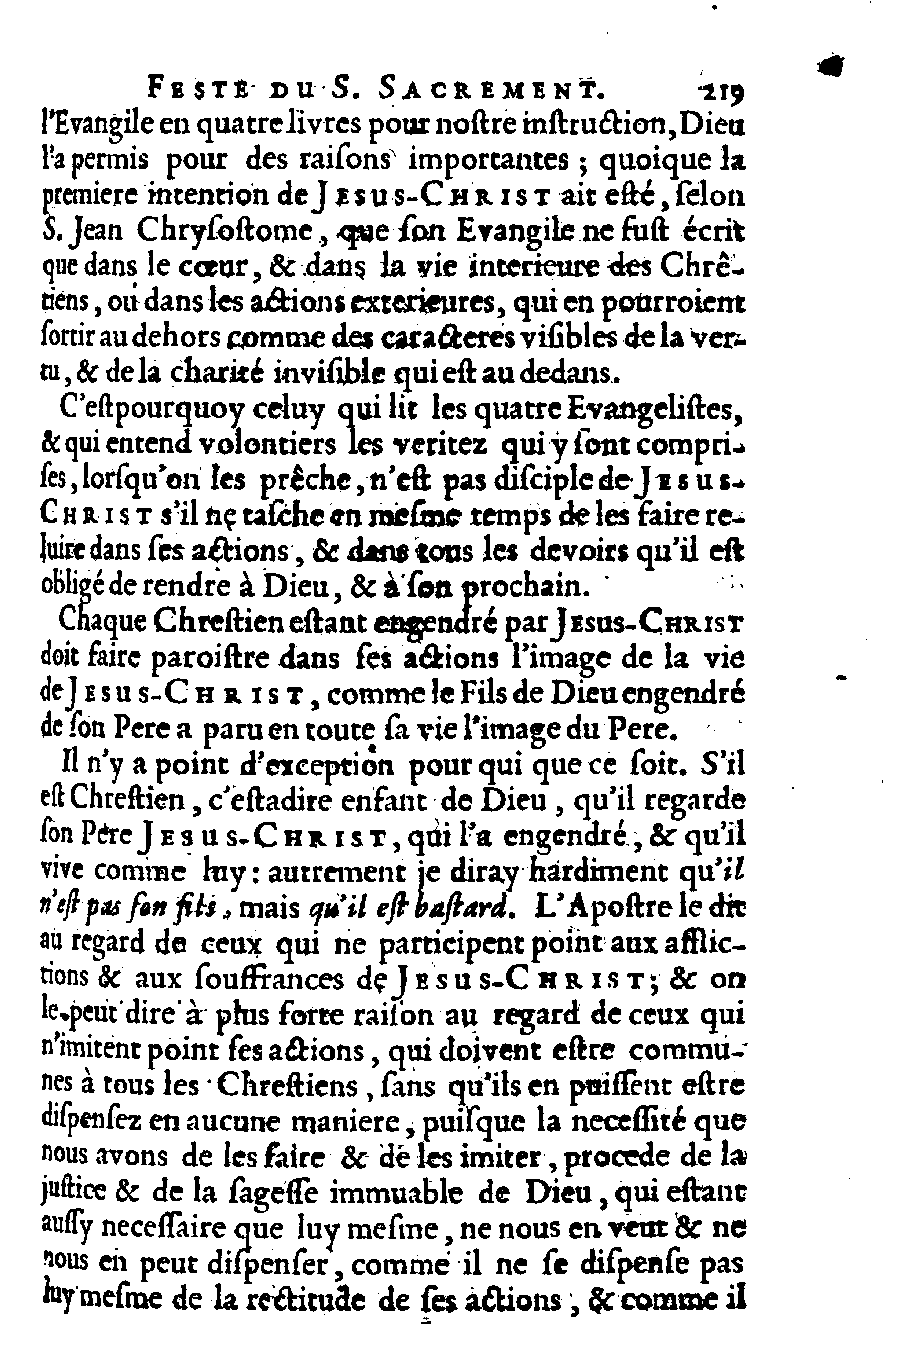 FESTE DU S. SACREMENT. 219
l'Evangile en quatre livres pour noſtre inſtruction, Dieu
l'a permis pour des raiſons importantes ; quoique la
premiere intention de JESUS-CHRIST ait eſté, ſelon
S. Jean Chryſoſtome, que ſon Evangile ne fuſt écrit
que dans le cœur, & dans la vie interieure des Chrê-
tiens, ou dans les actions exterieures, qui en pourroient
ſortir au dehors comme des caracteres viſibles de la ver-
tu, & de la charité inviſible qui eſt au dedans.
C'eſtpourquoy celuy qui lit les quatre Evangeliſtes,
& qui entend volontiers les veritez qui y ſont compri-
ſes, lorſqu'on les prêche, n'eſt pas diſciple de JESUS-
CHRIST s'il ne taſche en meſme temps de les faire re-
luire dans ſes actions, & dans tous les devoirs qu'il eſt
obligé de rendre à Dieu, & à ſon prochain.
Chaque Chreſtien eſtant engendré par JESUS-CHRIST
doit faire paroiſtre dans ſes actions l'image de la vie
de JESUS-CHRIST, comme le Fils de Dieu engendré
de ſon Pere a paru en toute ſa vie l'image du Pere.
Il n'y a point d'exception pour qui que ce ſoit. S'il
eſt Chreſtien, c'eſtadire enfant de Dieu, qu'il regarde
ſon Pére JESUS-CHRIST, qui l'a engendré, & qu'il
vive comme luy : autrement je diray hardiment qu'il
n'eſt pas ſon fils, mais qu'il eſt baſtard. L'Apoſtre le dit
au regard de ceux qui ne participent point aux afflic-
tions & aux ſouffrances de JESUS-CHRIST; & on
le peut dire à plus forte raiſon au regard de ceux qui
n'imitent point ſes actions, qui doivent eſtre commu-
nes à tous les Chreſtiens, ſans qu'ils en puiſſent eſtre
diſpenſez en aucune maniere, puiſque la neceſſité que
nous avons de les faire & de les imiter, procede de la
juſtice & de la ſageſſe immuable de Dieu, qui eſtant
auſſy neceſſaire que luy meſme, ne nous en veut & ne
nous en peut diſpenſer, comme il ne ſe diſpenſe pas
luy meſme de la rectitude de ſes actions, & comme il